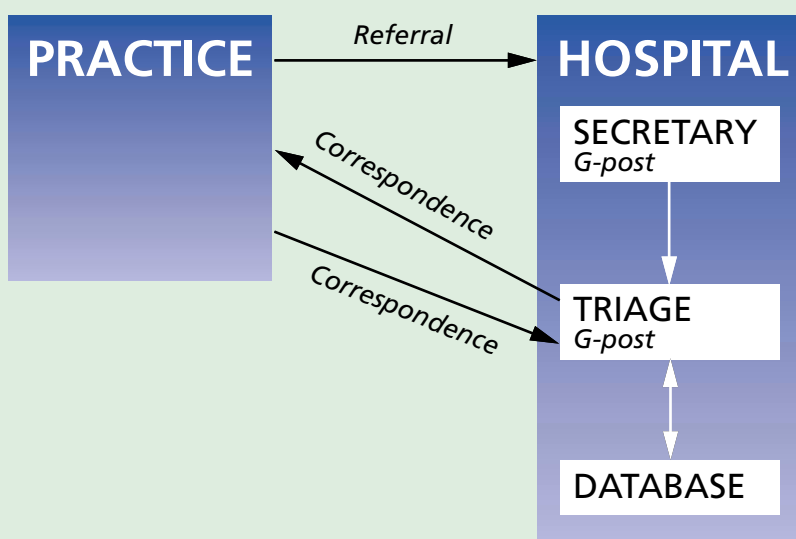 PRACTICE
Referral
HOSPITAL
SECRETARY
G-post
Correspondence
Correspondence
TRIAGE
G-post
DATABASE